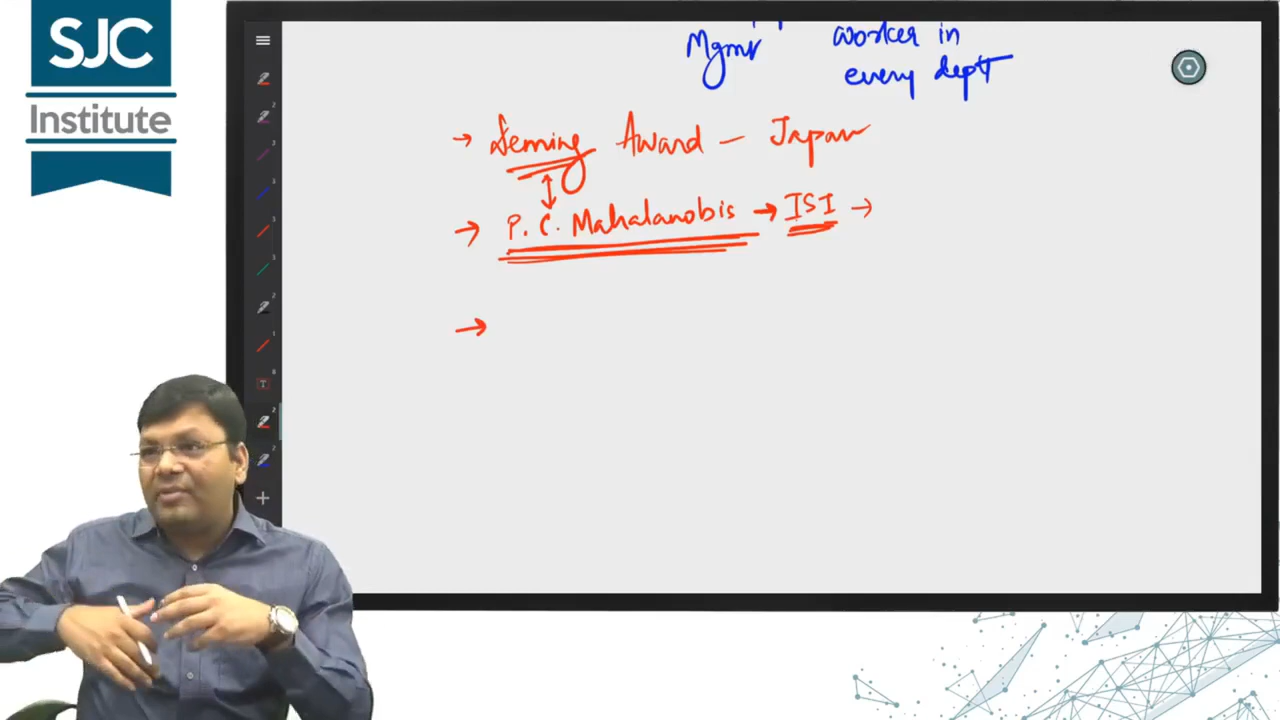 SJC
Institute
Mgmt worker in
every dept
→ Deming Award – Japan
→ P. C. Mahalanobis → ISI →
→